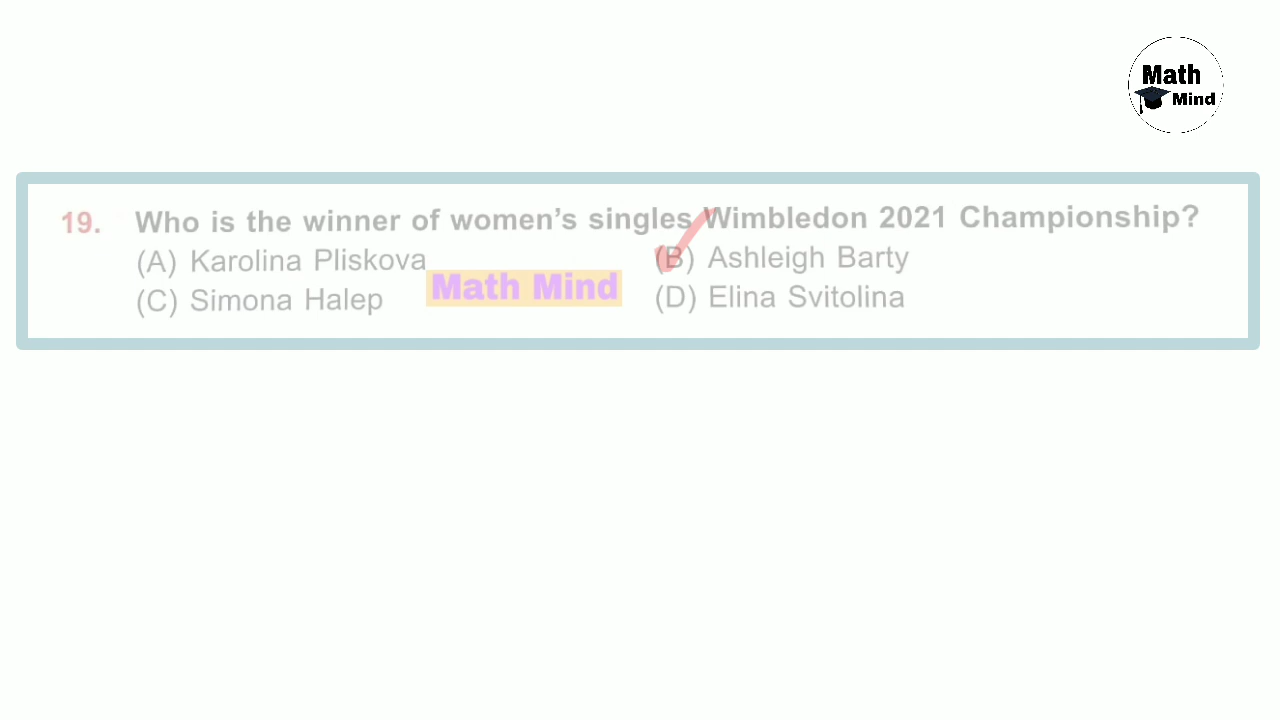 Math
Mind
19. Who is the winner of women's singles Wimbledon 2021 Championship?
(A) Karolina Pliskova (B) Ashleigh Barty
Math Mind
(C) Simona Halep (D) Elina Svitolina